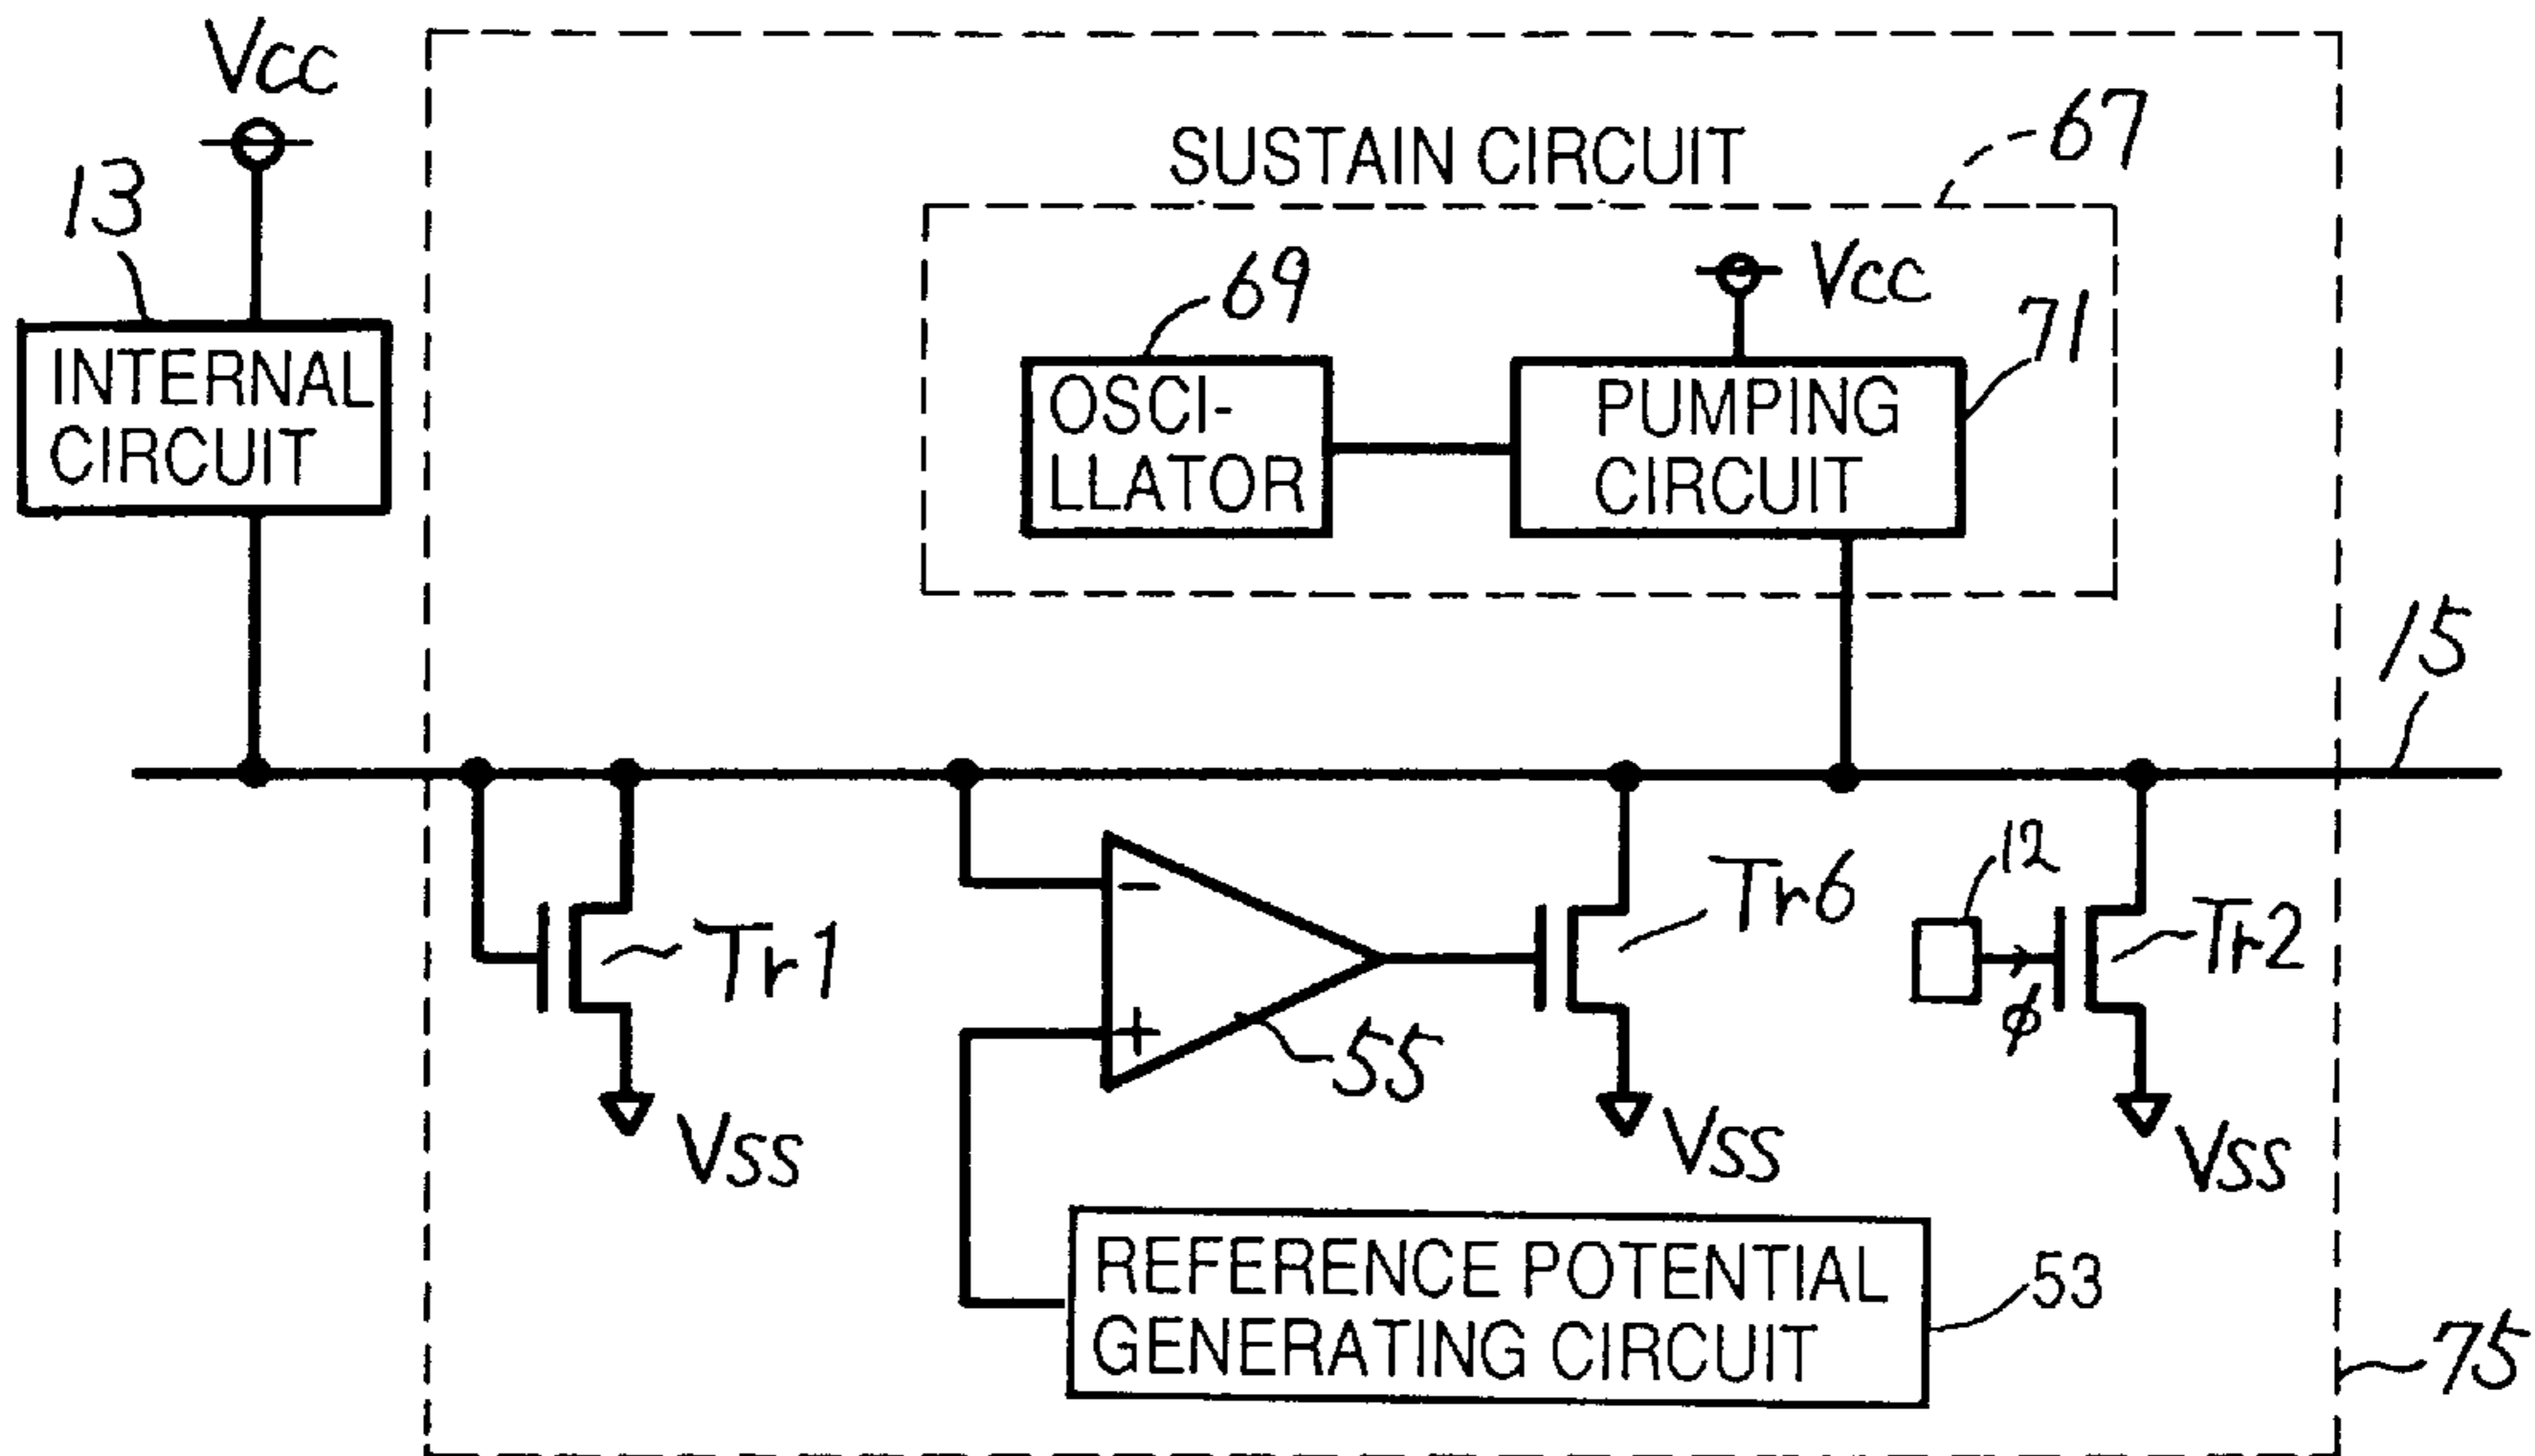 Vcc
67
SUSTAIN CIRCUIT
13
69
Vcc
71
INTERNAL
CIRCUIT
OSCI-
LLATOR
PUMPING
CIRCUIT
15
Tr1
-
+
55
Tr6
12
φ
Tr2
Vss
Vss
Vss
REFERENCE POTENTIAL
GENERATING CIRCUIT
53
75